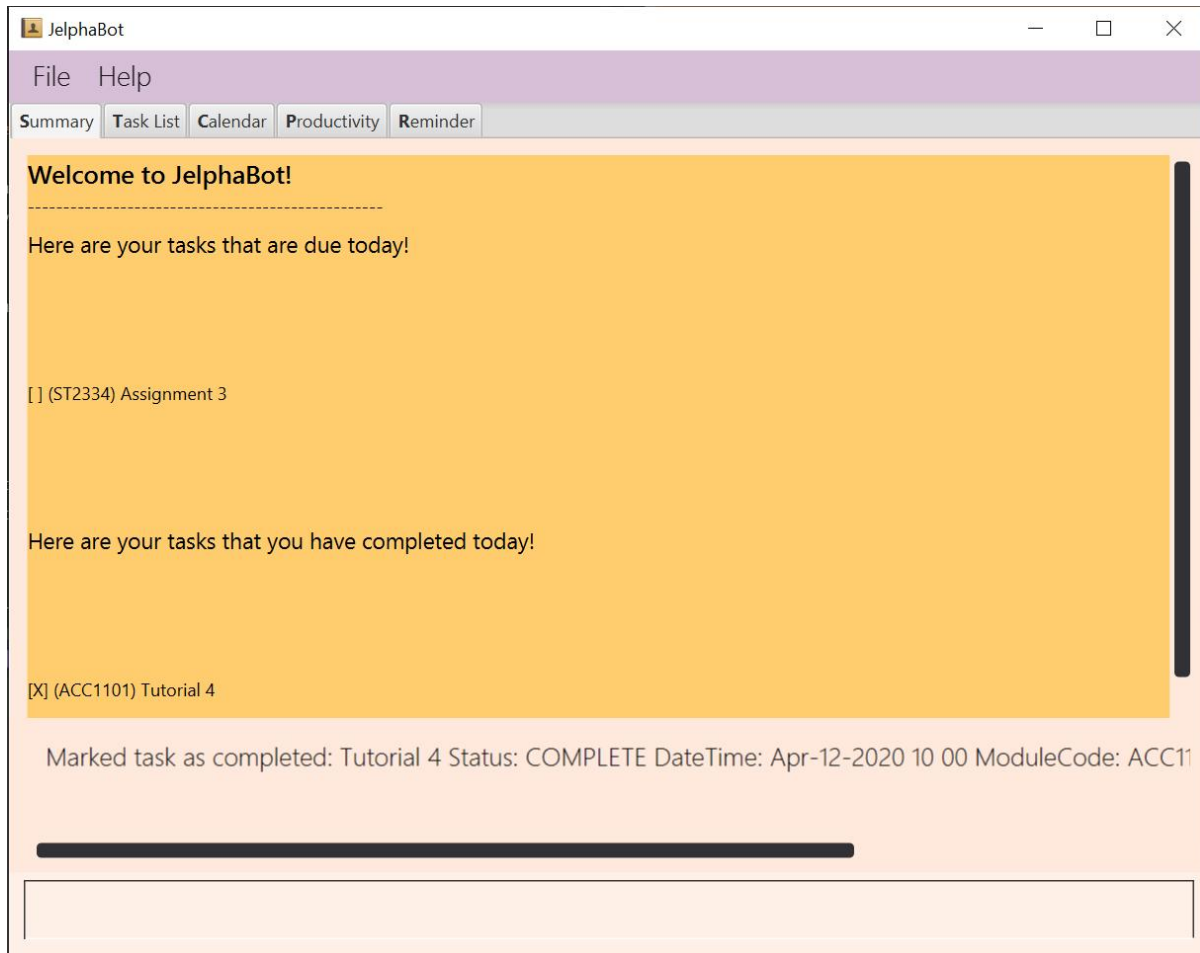 JelphaBot
File Help
Summary Task List Calendar Productivity Reminder
Welcome to JelphaBot!
---------------------------------------------------
Here are your tasks that are due today!
[ ] (ST2334) Assignment 3
Here are your tasks that you have completed today!
[X] (ACC1101) Tutorial 4
Marked task as completed: Tutorial 4 Status: COMPLETE DateTime: Apr-12-2020 10 00 ModuleCode: ACC11